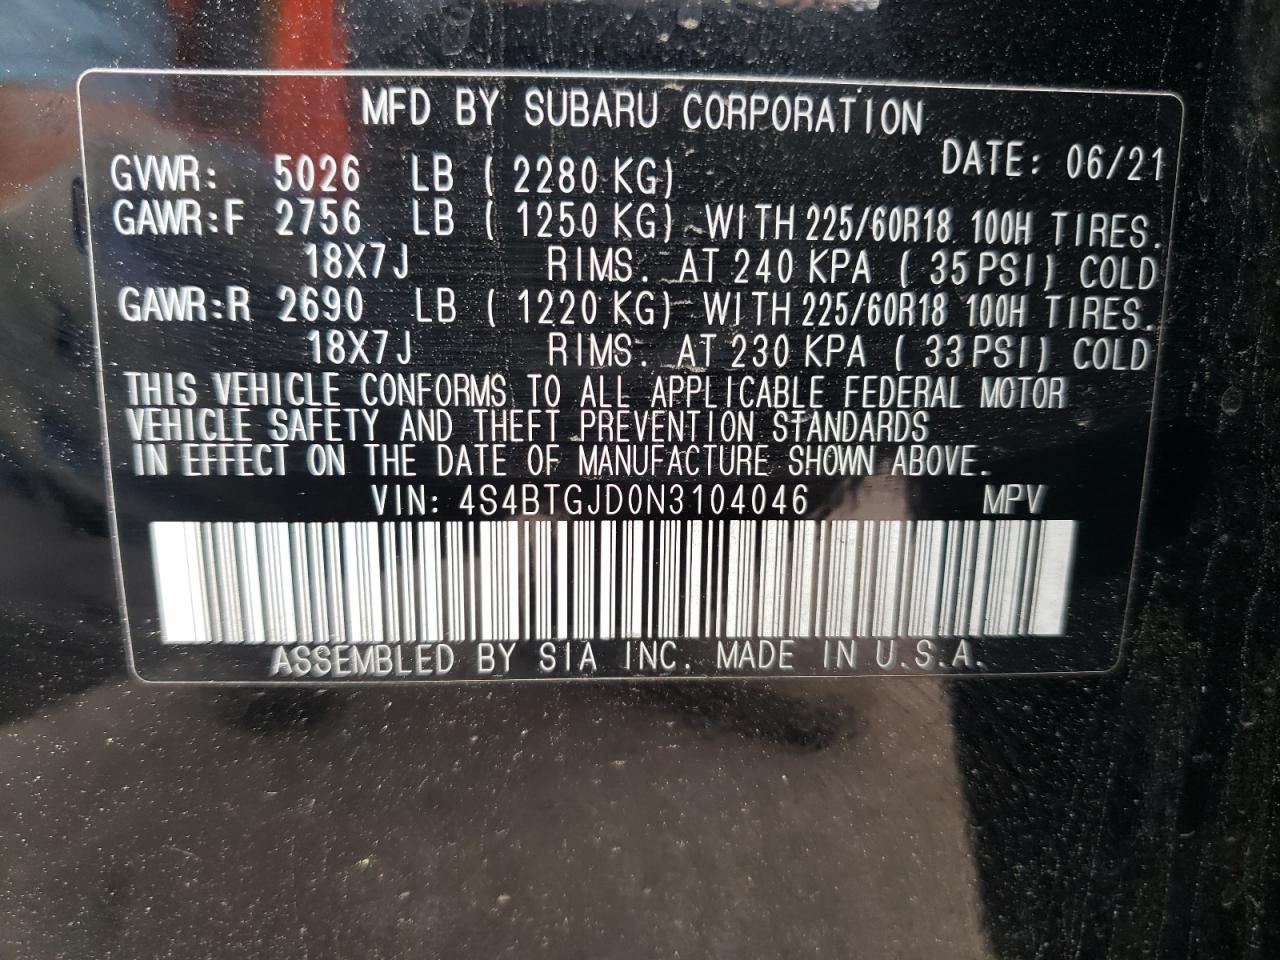 MFD BY SUBARU CORPORATION
DATE: 06/21
GVWR: 5026 LB ( 2280 KG)
GAWR:F 2756 LB ( 1250 KG) WITH 225/60R18 100H TIRES.
18X7J RIMS. AT 240 KPA ( 35 PSI) COLD
GAWR:R 2690 LB ( 1220 KG) WITH 225/60R18 100H TIRES.
18X7J RIMS. AT 230 KPA ( 33 PSI) COLD
THIS VEHICLE CONFORMS TO ALL APPLICABLE FEDERAL MOTOR
VEHICLE SAFETY AND THEFT PREVENTION STANDARDS
IN EFFECT ON THE DATE OF MANUFACTURE SHOWN ABOVE.
VIN: 4S4BTGJD0N3104046 MPV
ASSEMBLED BY SIA INC. MADE IN U.S.A.